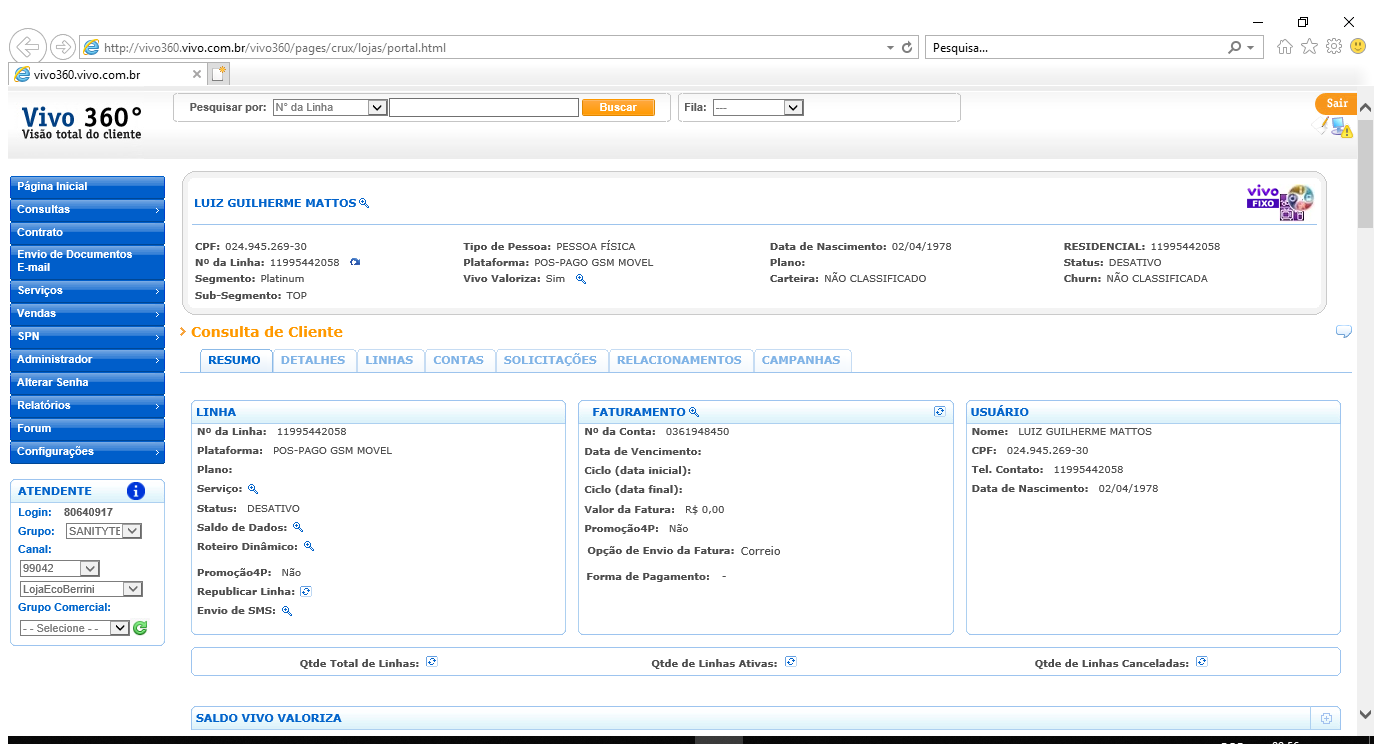 http://vivo360.vivo.com.br/vivo360/pages/crux/lojas/portal.html
Pesquisa...
vivo360.vivo.com.br
Vivo 360°
Visão total do cliente
Pesquisar por: N° da Linha Buscar
Fila: ---
Sair
Página Inicial
Consultas
Contrato
Envio de Documentos
E-mail
Serviços
Vendas
SPN
Administrador
Alterar Senha
Relatórios
Forum
Configurações
ATENDENTE
Login: 80640917
Grupo: SANITYTE
Canal:
99042
LojaEcoBerrini
Grupo Comercial:
- - Selecione - -
LUIZ GUILHERME MATTOS
vivo
FIXO
CPF: 024.945.269-30
Nº da Linha: 11995442058
Segmento: Platinum
Sub-Segmento: TOP
Tipo de Pessoa: PESSOA FÍSICA
Plataforma: POS-PAGO GSM MOVEL
Vivo Valoriza: Sim
Data de Nascimento: 02/04/1978
Plano:
Carteira: NÃO CLASSIFICADO
RESIDENCIAL: 11995442058
Status: DESATIVO
Churn: NÃO CLASSIFICADA
Consulta de Cliente
RESUMO DETALHES LINHAS CONTAS SOLICITAÇÕES RELACIONAMENTOS CAMPANHAS
LINHA
Nº da Linha: 11995442058
Plataforma: POS-PAGO GSM MOVEL
Plano:
Serviço:
Status: DESATIVO
Saldo de Dados:
Roteiro Dinâmico:
Promoção4P: Não
Republicar Linha:
Envio de SMS:
FATURAMENTO
Nº da Conta: 0361948450
Data de Vencimento:
Ciclo (data inicial):
Ciclo (data final):
Valor da Fatura: R$ 0,00
Promoção4P: Não
Opção de Envio da Fatura: Correio
Forma de Pagamento: -
USUÁRIO
Nome: LUIZ GUILHERME MATTOS
CPF: 024.945.269-30
Tel. Contato: 11995442058
Data de Nascimento: 02/04/1978
Qtde Total de Linhas: Qtde de Linhas Ativas: Qtde de Linhas Canceladas:
SALDO VIVO VALORIZA